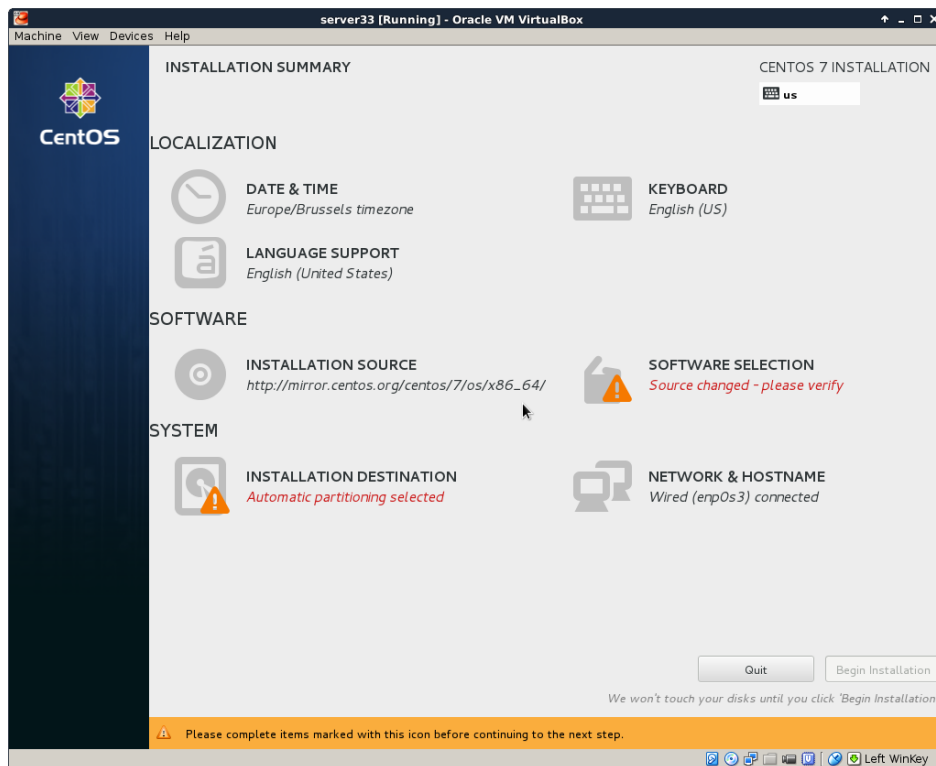 server33 [Running] - Oracle VM VirtualBox
Machine View Devices Help
INSTALLATION SUMMARY
CENTOS 7 INSTALLATION
us
CentOS
LOCALIZATION
DATE & TIME
Europe/Brussels timezone
KEYBOARD
English (US)
LANGUAGE SUPPORT
English (United States)
SOFTWARE
INSTALLATION SOURCE
http://mirror.centos.org/centos/7/os/x86_64/
SOFTWARE SELECTION
Source changed - please verify
SYSTEM
INSTALLATION DESTINATION
Automatic partitioning selected
NETWORK & HOSTNAME
Wired (enp0s3) connected
Quit
Begin Installation
We won't touch your disks until you click 'Begin Installation
Please complete items marked with this icon before continuing to the next step.
Left WinKey